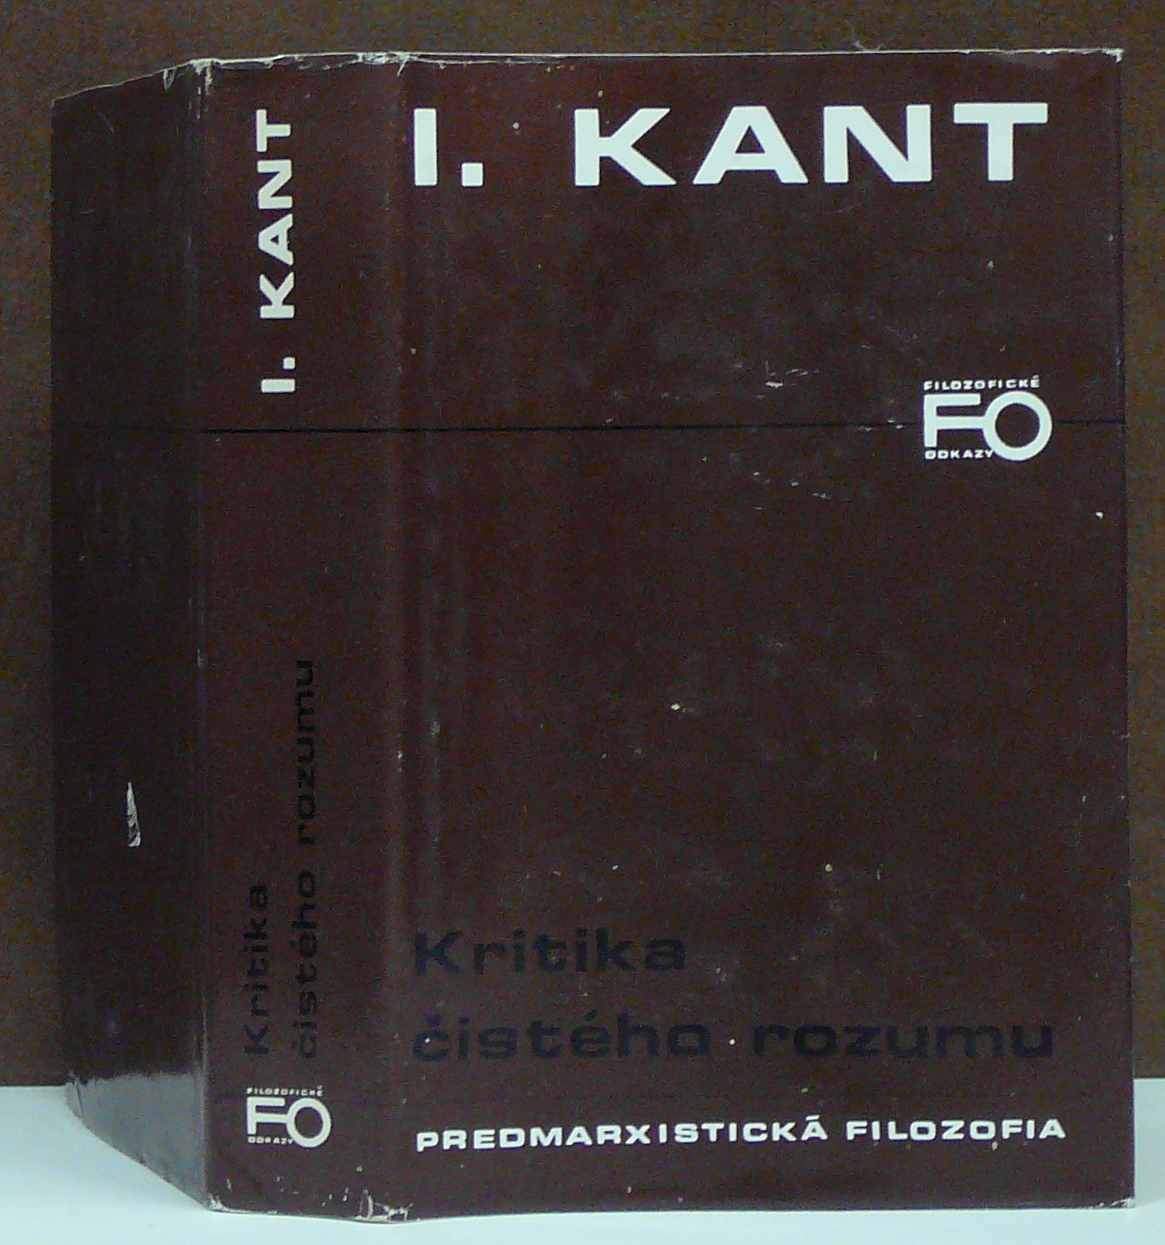 I. KANT
Kritika
čistého rozumu
FILOZOFICKÉ
FO
ODKAZY
I. KANT
FILOZOFICKÉ
FO
ODKAZY
Kritika
čistého rozumu
PREDMARXISTICKÁ FILOZOFIA